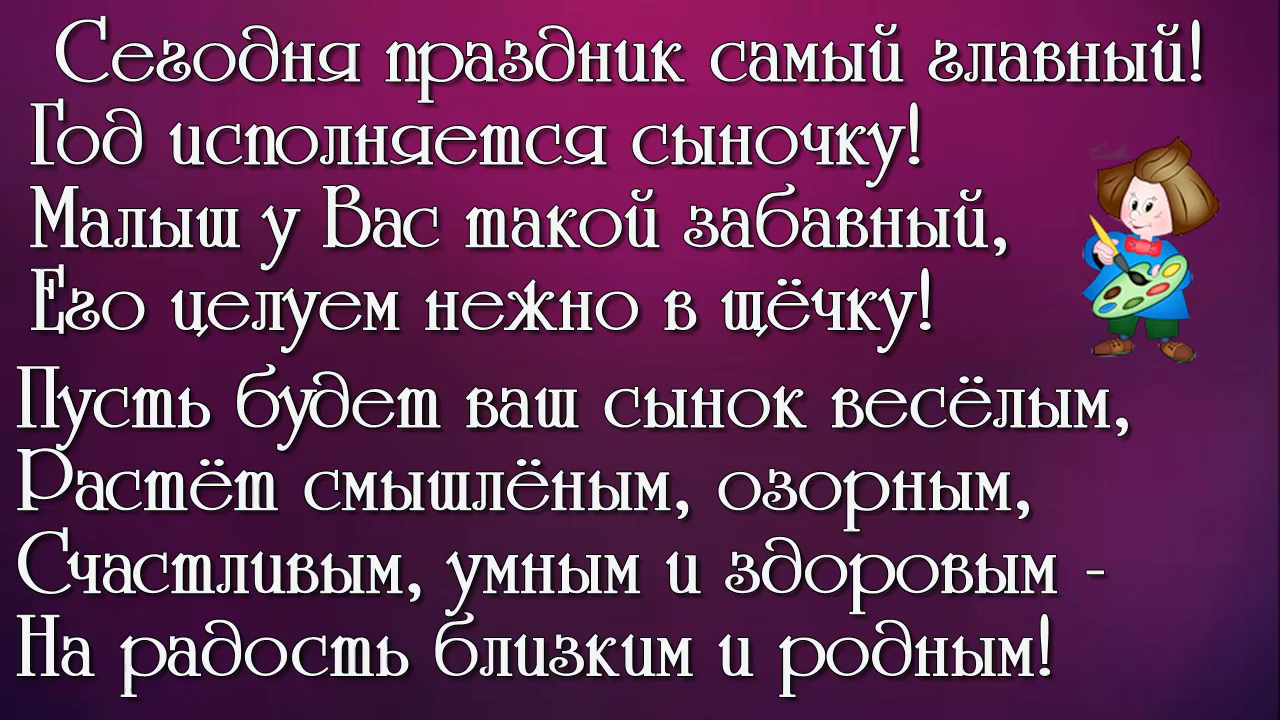 Сегодня праздник самый главный!
Год исполняется сыночку!
Малыш у Вас такой забавный,
Его целуем нежно в щёчку!
Пусть будет ваш сынок весёлым,
Растёт смышлёным, озорным,
Счастливым, умным и здоровым -
На радость близким и родным!